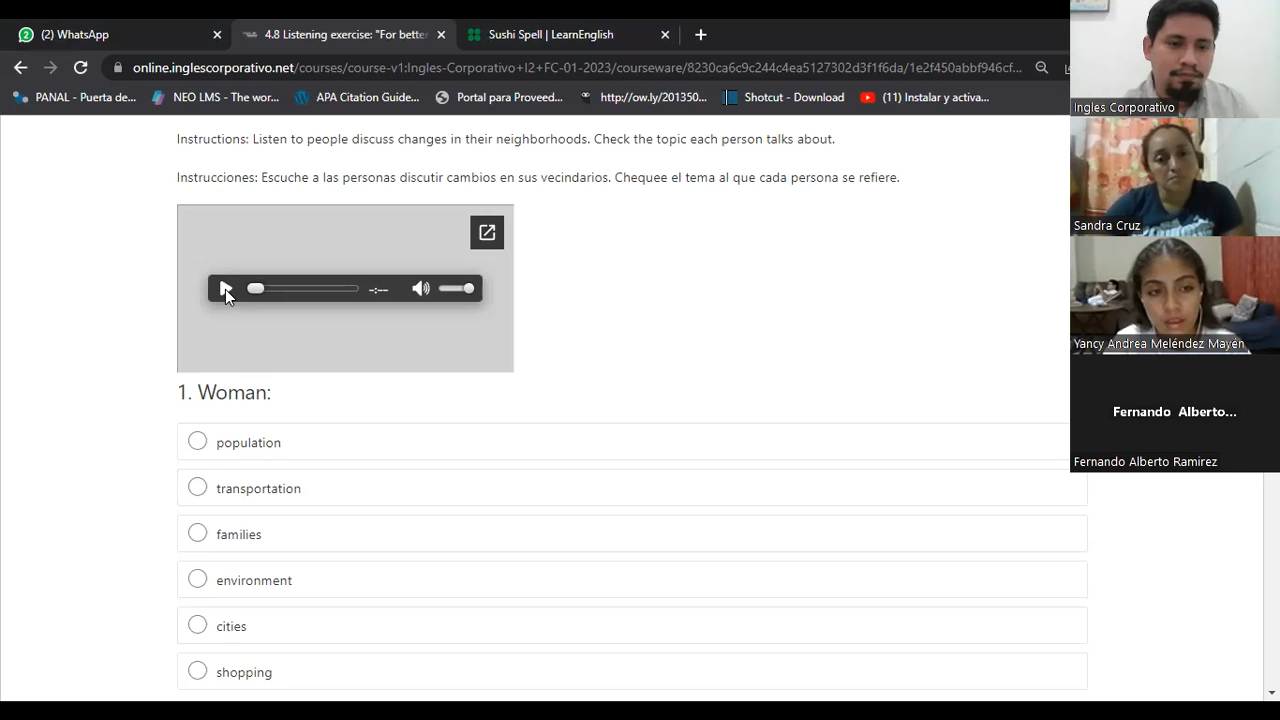 (2) WhatsApp
4.8 Listening exercise: "For better
Sushi Spell | LearnEnglish
online.inglescorporativo.net/courses/course-v1:Ingles-Corporativo+I2+FC-01-2023/courseware/8230ca6c9c244c4ea5127302d3f1f6da/1e2f450abbf946cf...
PANAL - Puerta de...
NEO LMS - The wor...
APA Citation Guide...
Portal para Proveed...
http://ow.ly/201350...
Shotcut - Download
(11) Instalar y activa...
Instructions: Listen to people discuss changes in their neighborhoods. Check the topic each person talks about.
Instrucciones: Escuche a las personas discutir cambios en sus vecindarios. Chequee el tema al que cada persona se refiere.
-:--
1. Woman:
population
transportation
families
environment
cities
shopping
Ingles Corporativo
Sandra Cruz
Yancy Andrea Meléndez Mayén
Fernando Alberto...
Fernando Alberto Ramirez